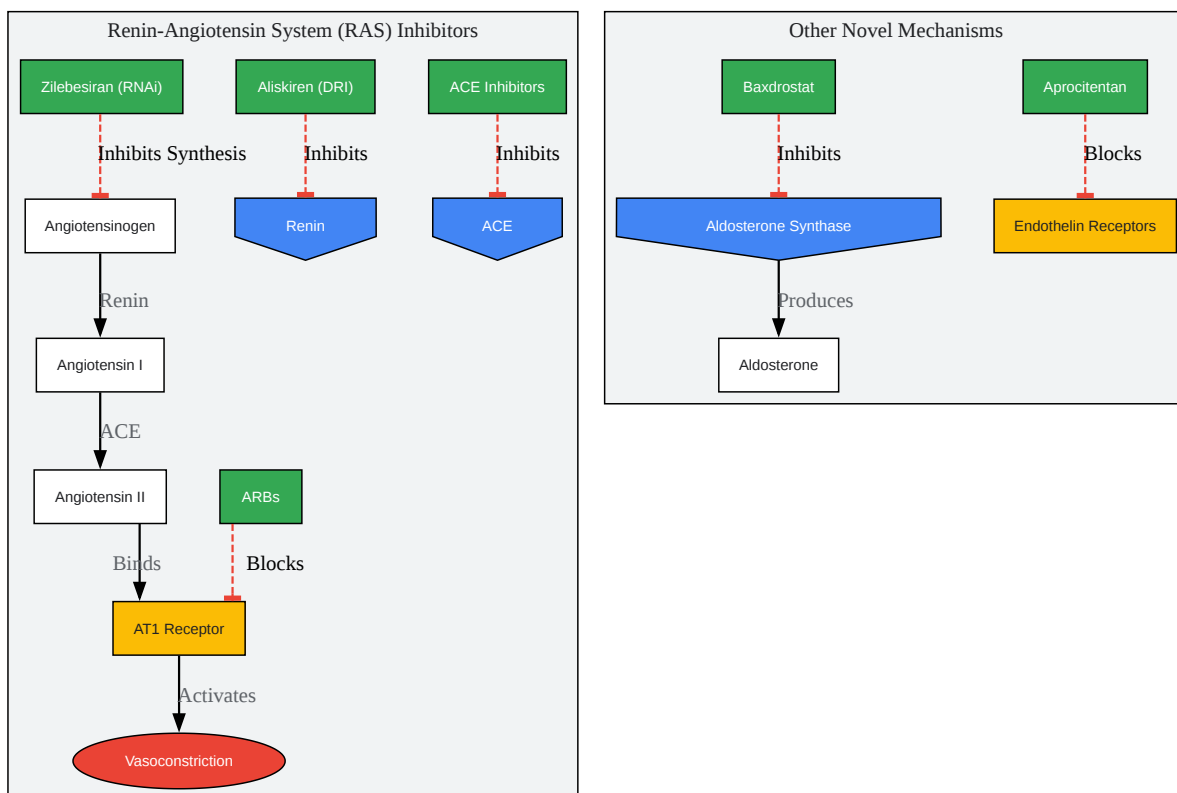 Renin-Angiotensin System (RAS) Inhibitors
Zilebesiran (RNAi)
Aliskiren (DRI)
ACE Inhibitors
Inhibits Synthesis
Inhibits
Inhibits
Angiotensinogen
Renin
ACE
Renin
Angiotensin I
ACE
Angiotensin II
ARBs
Binds
Blocks
AT1 Receptor
Activates
Vasoconstriction
Other Novel Mechanisms
Baxdrostat
Aprocitentan
Inhibits
Blocks
Aldosterone Synthase
Endothelin Receptors
Produces
Aldosterone